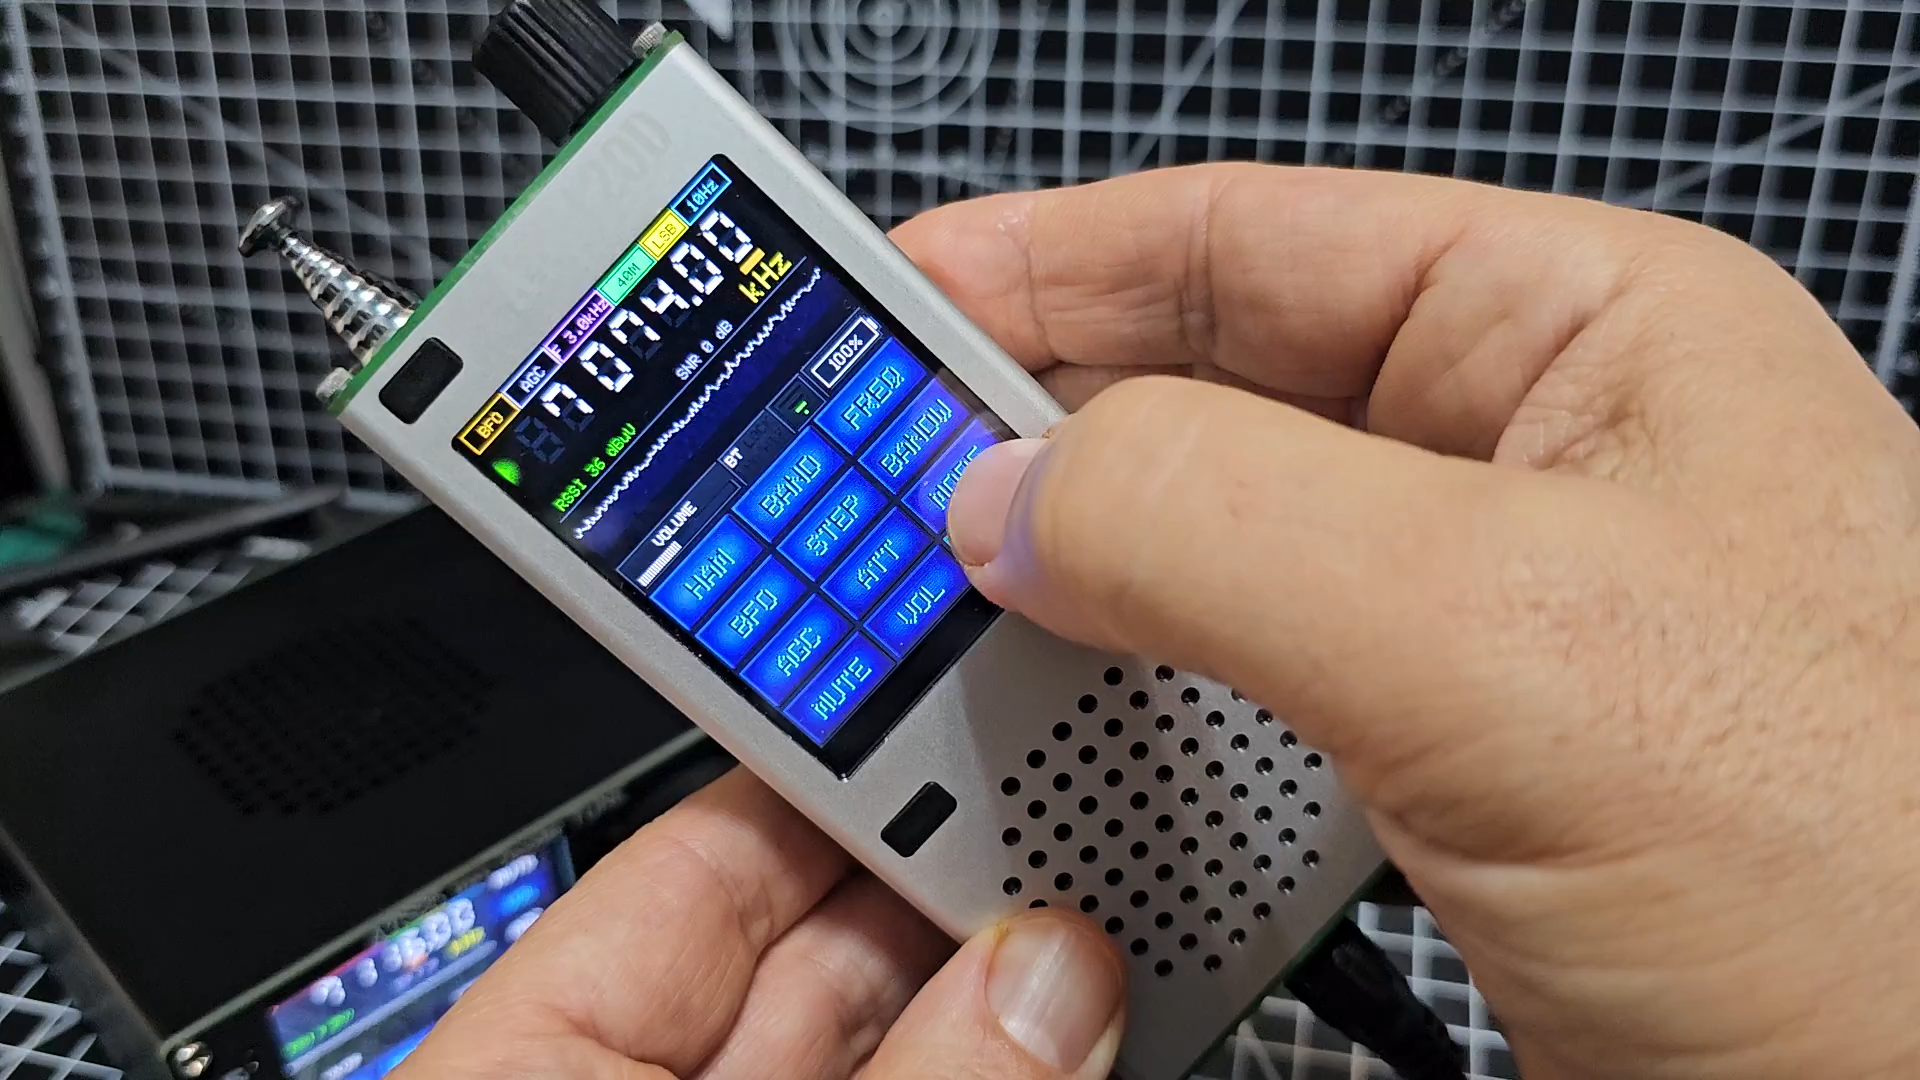 BFO AGC 3.0kHz 40M LSB 10Hz
7074.00
kHz
RSSI 36 dBuV SNR 0 dB
BT 100%
VOLUME
HAM BAND FREQ
BFO STEP BANDW
AGC ATT
MUTE VOL